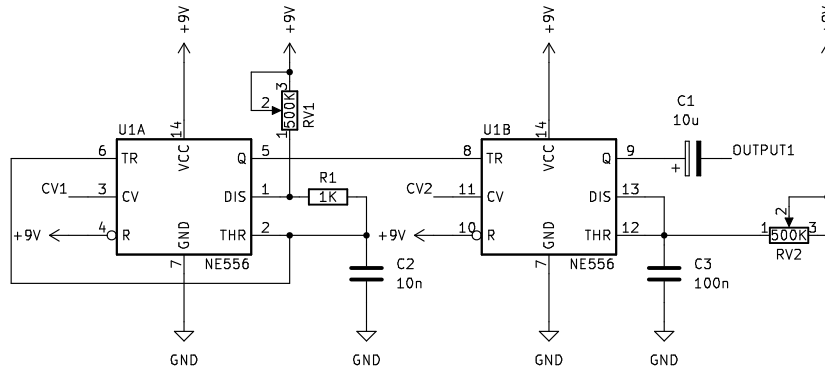 +9V
+9V
+9V
+9V
3
2
500K
RV1
1
C1
10u
U1A
14
VCC
U1B
14
VCC
6
TR
Q
5
8
TR
Q
9
+
OUTPUT1
CV1
3
CV
DIS
1
R1
1K
CV2
11
CV
DIS
13
2
+9V
4
R
GND
THR
2
+9V
10
R
GND
THR
12
1
500K
3
RV2
7
NE556
C2
10n
7
NE556
C3
100n
GND
GND
GND
GND